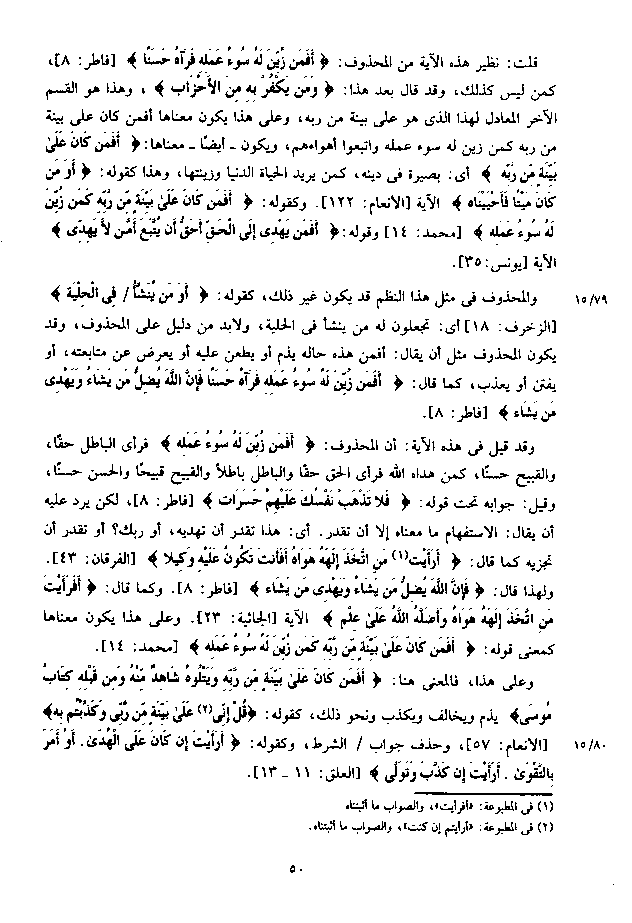 قلت: نظير هذه الآية من المحذوف: ﴿ أَفَمَن زُيِّنَ لَهُ سُوءُ عَمَلِهِ فَرَآهُ حَسَنًا ﴾ [فاطر: ٨]،
كمن ليس كذلك، وقد قال بعد هذا: ﴿ وَمَن يَكْفُرْ بِهِ مِنَ الأَحْزَابِ ﴾ ، وهذا هو القسم
الآخر المعادل لهذا الذى هو على بينة من ربه، وعلى هذا يكون معناها أفمن كان على بينة
من ربه كمن زين له سوء عمله واتبعوا أهواءهم، ويكون ـ أيضًا ـ معناها: ﴿ أَفَمَن كَانَ عَلَىٰ
بَيِّنَةٍ مِّن رَّبِّهِ ﴾ أى: بصيرة فى دينه، كمن يريد الحياة الدنيا وزينتها، وهذا كقوله: ﴿ أَوَ مَن
كَانَ مَيْتًا فَأَحْيَيْنَاهُ ﴾ الآية [الأنعام: ١٢٢]. وكقوله: ﴿ أَفَمَن كَانَ عَلَىٰ بَيِّنَةٍ مِّن رَّبِّهِ كَمَن زُيِّنَ
لَهُ سُوءُ عَمَلِهِ ﴾ [محمد: ١٤] وقوله: ﴿ أَفَمَن يَهْدِي إِلَى الْحَقِّ أَحَقُّ أَن يُتَّبَعَ أَمَّن لاَّ يَهِدِّي ﴾
الآية [يونس: ٣٥].
١٥/٧٩ والمحذوف فى مثل هذا النظم قد يكون غير ذلك، كقوله: ﴿ أَوَ مَن يُنَشَّأُ / فِي الْحِلْيَةِ ﴾
[الزخرف: ١٨] أى: تجعلون له من ينشأ فى الحلية، ولابد من دليل على المحذوف، وقد
يكون المحذوف مثل أن يقال: أفمن هذه حاله يذم أو يطعن عليه أو يعرض عن متابعته، أو
يفتن أو يعذب، كما قال: ﴿ أَفَمَن زُيِّنَ لَهُ سُوءُ عَمَلِهِ فَرَآهُ حَسَنًا فَإِنَّ اللَّهَ يُضِلُّ مَن يَشَاءُ وَيَهْدِي
مَن يَشَاءُ ﴾ [فاطر: ٨].
وقد قيل فى هذه الآية: أن المحذوف: ﴿ أَفَمَن زُيِّنَ لَهُ سُوءُ عَمَلِهِ ﴾ فرأى الباطل حقًا،
والقبيح حسنًا، كمن هداه الله فرأى الحق حقًا والباطل باطلاً والقبيح قبيحًا والحسن حسنًا،
وقيل: جوابه تحت قوله: ﴿ فَلا تَذْهَبْ نَفْسُكَ عَلَيْهِمْ حَسَرَاتٍ ﴾ [فاطر: ٨]، لكن يرد عليه
أن يقال: الاستفهام ما معناه إلا أن تقدر. أى: هذا تقدر أن تهديه، أو ربك؟ أو تقدر أن
تجزيه كما قال: ﴿ أَرَأَيْتَ(١) مَنِ اتَّخَذَ إِلَهَهُ هَوَاهُ أَفَأَنتَ تَكُونُ عَلَيْهِ وَكِيلا ﴾ [الفرقان: ٤٣].
ولهذا قال: ﴿ فَإِنَّ اللَّهَ يُضِلُّ مَن يَشَاءُ وَيَهْدِي مَن يَشَاءُ ﴾ [فاطر: ٨]. وكما قال: ﴿ أَفَرَأَيْتَ
مَنِ اتَّخَذَ إِلَهَهُ هَوَاهُ وَأَضَلَّهُ اللَّهُ عَلَىٰ عِلْمٍ ﴾ الآية [الجاثية: ٢٣]. وعلى هذا يكون معناها
كمعنى قوله: ﴿ أَفَمَن كَانَ عَلَىٰ بَيِّنَةٍ مِّن رَّبِّهِ كَمَن زُيِّنَ لَهُ سُوءُ عَمَلِهِ ﴾ [محمد: ١٤].
وعلى هذا، فالمعنى هنا: ﴿ أَفَمَن كَانَ عَلَىٰ بَيِّنَةٍ مِّن رَّبِّهِ وَيَتْلُوهُ شَاهِدٌ مِّنْهُ وَمِن قَبْلِهِ كِتَابُ
مُوسَى﴾ يذم ويخالف ويكذب ونحو ذلك، كقوله: ﴿قُلْ إِنِّي(٢) عَلَىٰ بَيِّنَةٍ مِّن رَّبِّي وَكَذَّبْتُم بِهِ﴾
١٥/٨٠ [الأنعام: ٥٧]، وحذف جواب / الشرط، وكقوله: ﴿ أَرَأَيْتَ إِن كَانَ عَلَى الْهُدَىٰ . أَوْ أَمَرَ
بِالتَّقْوَىٰ . أَرَأَيْتَ إِن كَذَّبَ وَتَوَلَّىٰ ﴾ [العلق: ١١ ـ ١٣].
(١) فى المطبوعة: «أفرأيت»، والصواب ما أثبتناه
(٢) فى المطبوعة: «أرأيتم إن كنت»، والصواب ما أثبتناه.
٥٠